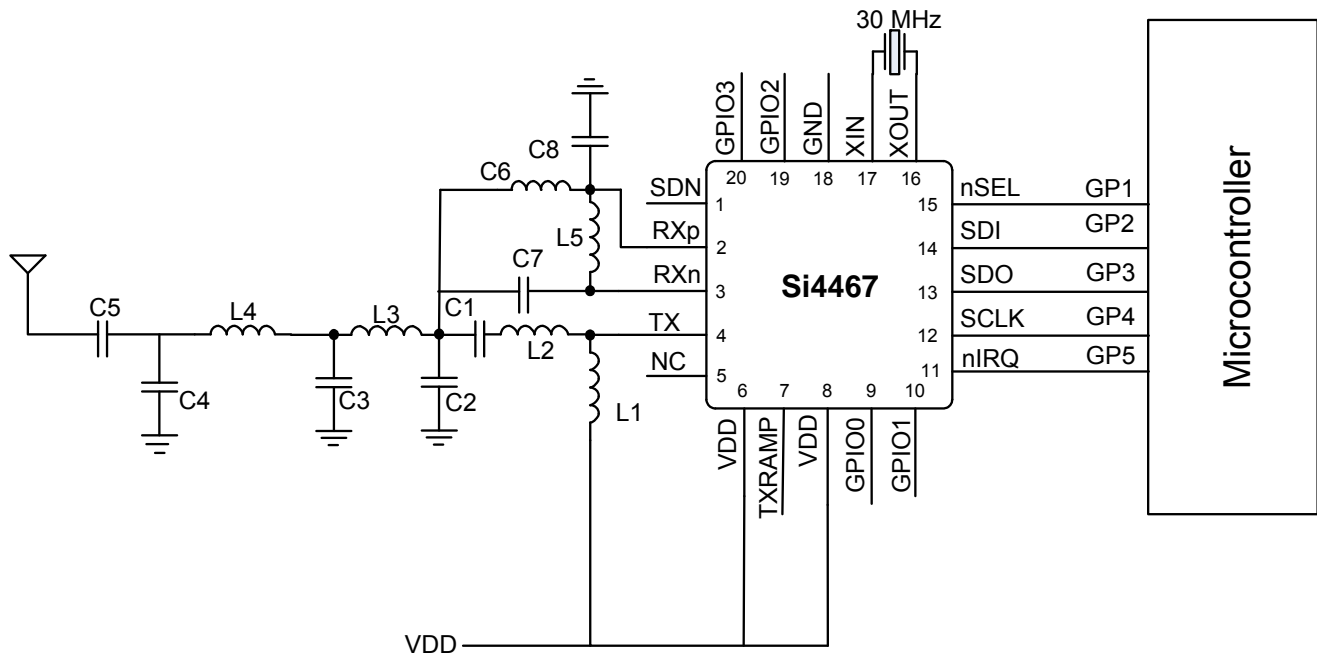 30 MHz
GPIO3
GPIO2
GND
XIN
XOUT
C8
C6
20
19
18
17
16
SDN
1
15
nSEL
GP1
RXp
2
14
SDI
GP2
L5
C7
RXn
3
Si4467
13
SDO
GP3
C5
L4
L3
C1
L2
TX
4
12
SCLK
GP4
NC
5
11
nIRQ
GP5
Microcontroller
C4
C3
C2
L1
6
7
8
9
10
VDD
TXRAMP
VDD
GPIO0
GPIO1
VDD